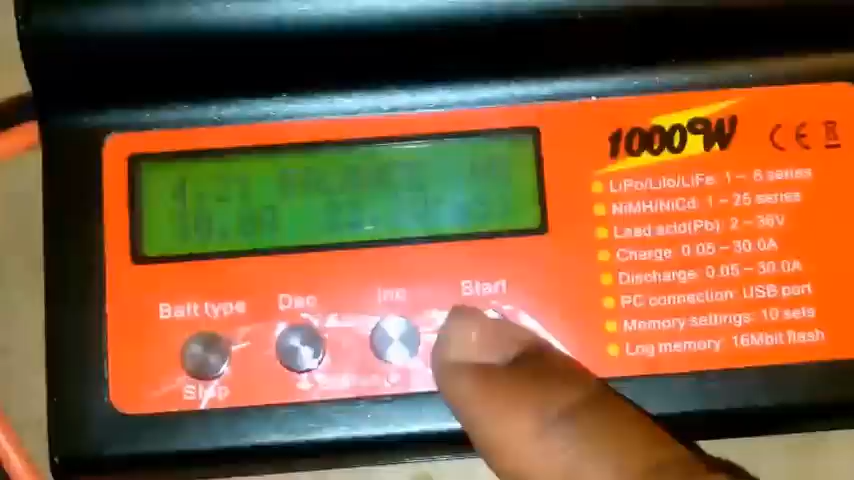 1000W
CE
LiPo/LiIo/LiFe: 1 ~ 8 series
NiMH/NiCd: 1 ~ 25 series
Lead acid(Pb): 2 ~ 36V
Charge: 0.05 ~ 30.0A
Discharge: 0.05 ~ 30.0A
PC connection: USB port
Memory settings: 10 sets
Log memory: 16Mbit flash
Batt type
Dec
Inc
Start
Stop